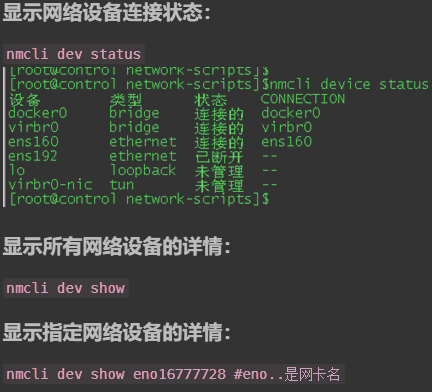 显示网络设备连接状态：
nmcli dev status
[root@control network-scripts]$
[root@control network-scripts]$nmcli device status
设备 类型 状态 CONNECTION
docker0 bridge 连接的 docker0
virbr0 bridge 连接的 virbr0
ens160 ethernet 连接的 ens160
ens192 ethernet 已断开 --
lo loopback 未管理 --
virbr0-nic tun 未管理 --
[root@control network-scripts]$
显示所有网络设备的详情：
nmcli dev show
显示指定网络设备的详情：
nmcli dev show eno16777728 #eno..是网卡名